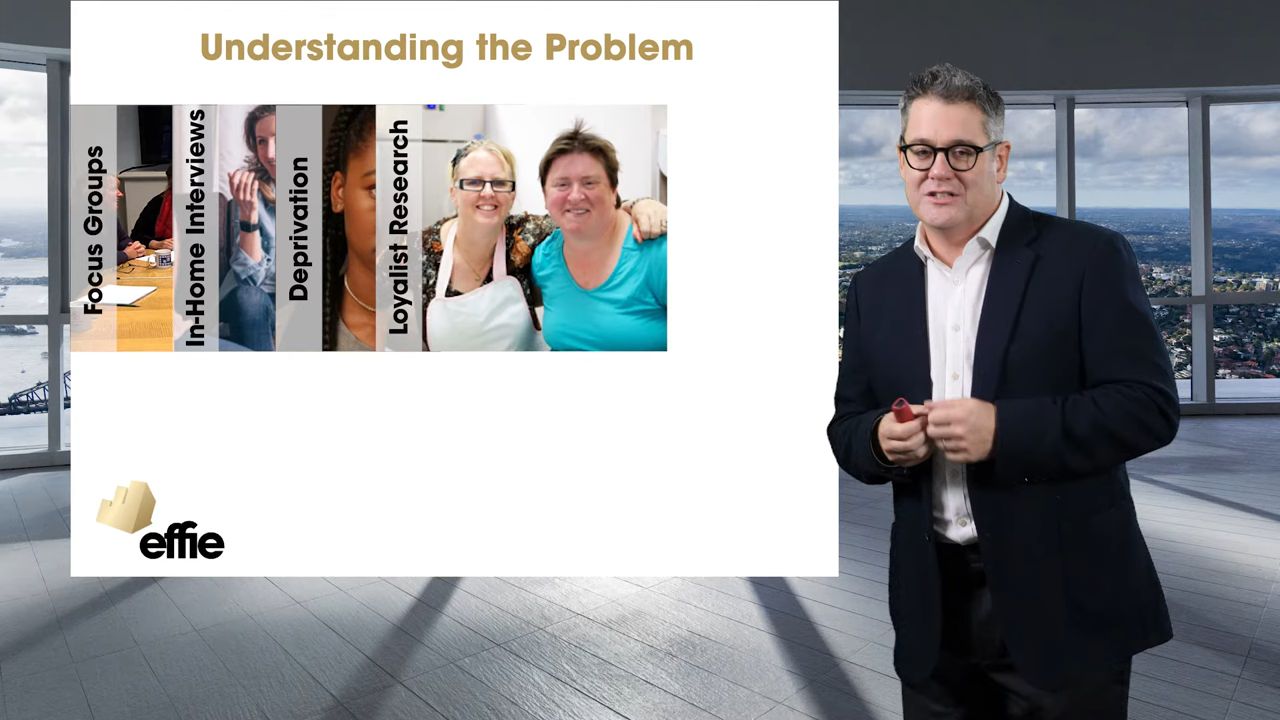 Understanding the Problem
Focus Groups
In-Home Interviews
Deprivation
Loyalist Research
effie